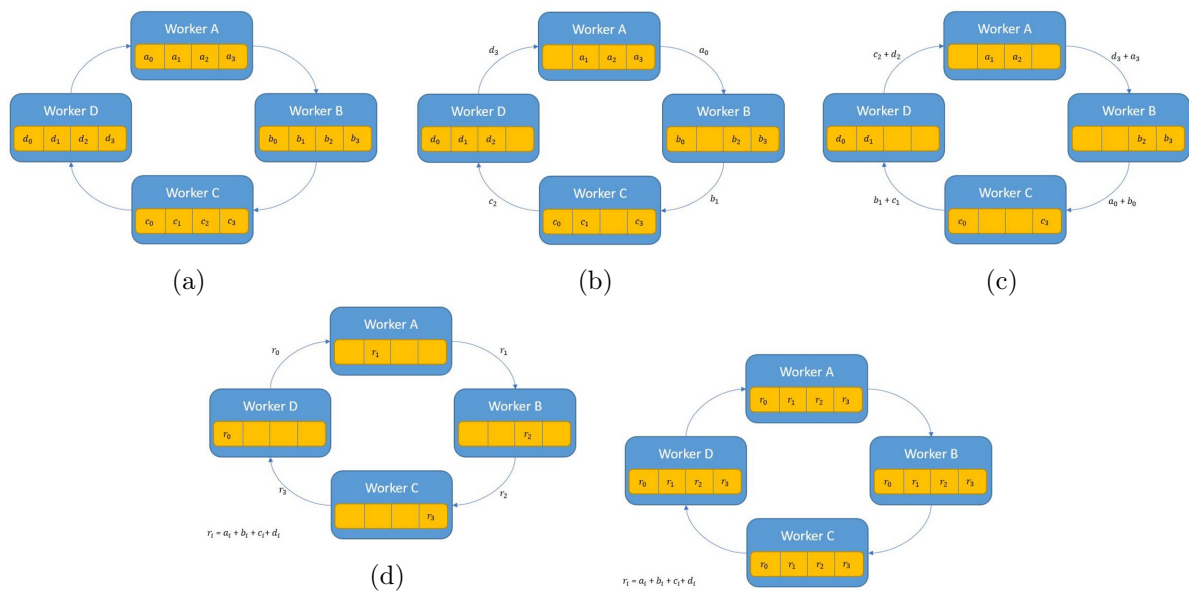 Worker A
a₀ a₁ a₂ a₃
Worker D
d₀ d₁ d₂ d₃
Worker B
b₀ b₁ b₂ b₃
Worker C
c₀ c₁ c₂ c₃
(a)
Worker A
a₁ a₂ a₃
d₃
a₀
Worker D
d₀ d₁ d₂
Worker B
b₀ b₂ b₃
Worker C
c₀ c₁ c₃
c₂
b₁
(b)
Worker A
a₁ a₂
c₂ + d₂
d₃ + a₃
Worker D
d₀ d₁
Worker B
b₂ b₃
Worker C
c₀ c₃
b₁ + c₁
a₀ + b₀
(c)
Worker A
r₁
r₀
r₁
Worker D
r₀
Worker B
r₂
Worker C
r₃
r₃
r₂
rᵢ = aᵢ + bᵢ + cᵢ + dᵢ
(d)
Worker A
r₀ r₁ r₂ r₃
Worker D
r₀ r₁ r₂ r₃
Worker B
r₀ r₁ r₂ r₃
Worker C
r₀ r₁ r₂ r₃
rᵢ = aᵢ + bᵢ + cᵢ + dᵢ